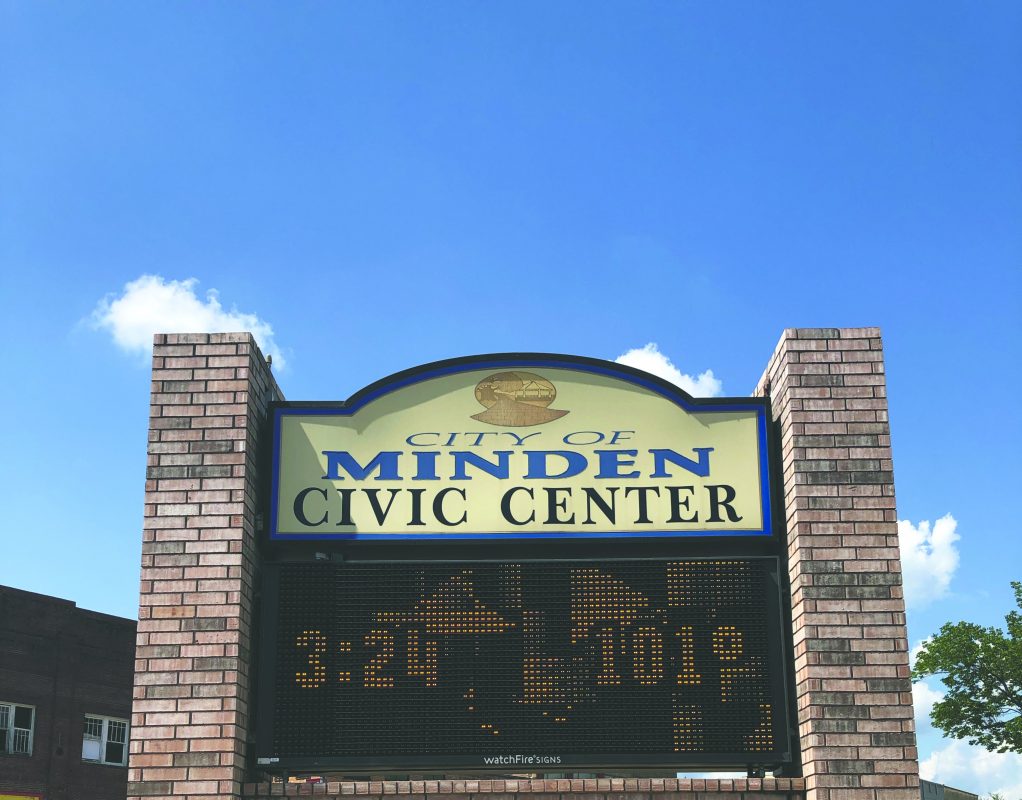 CITY OF
MINDEN
CIVIC CENTER
3:24 101°
watchFire® SIGNS